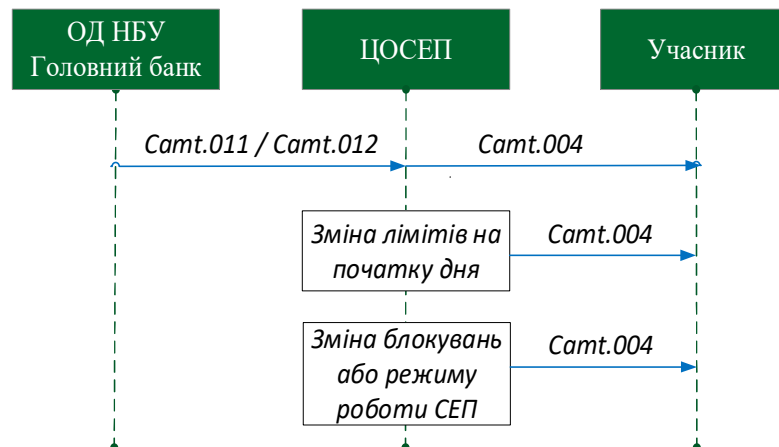 ОД НБУ
Головний банк
ЦОСЕП
Учасник
Camt.011 / Camt.012
Camt.004
Зміна лімітів на
початку дня
Camt.004
Зміна блокувань
або режиму
роботи СЕП
Camt.004